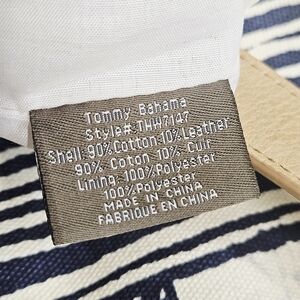 Tommy Bahama
Style#: THH7147
Shell: 90%Cotton 10%Leather
90% Coton 10% Cuir
Lining: 100%Polyester
100%Polyester
MADE IN CHINA
FABRIQUE EN CHINA